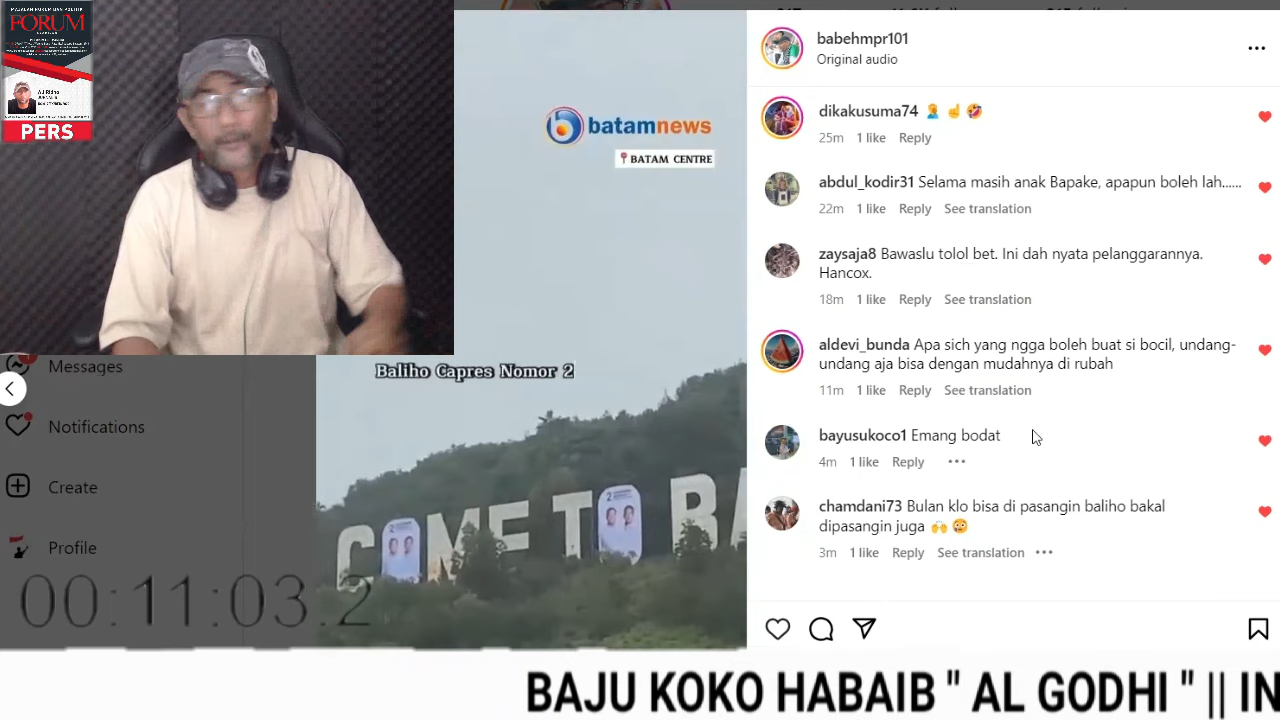 FORUM
PERS
batamnews
BATAM CENTRE
Baliho Capres Nomor 2
COME TO BA
Messages
Notifications
Create
Profile
00:11:03.2
babehmpr101
Original audio
dikakusuma74 🤦 ☝️ 🤣
25m 1 like Reply
abdul_kodir31 Selama masih anak Bapake, apapun boleh lah......
22m 1 like Reply See translation
zaysaja8 Bawaslu tolol bet. Ini dah nyata pelanggarannya.
Hancox.
18m 1 like Reply See translation
aldevi_bunda Apa sich yang ngga boleh buat si bocil, undang-
undang aja bisa dengan mudahnya di rubah
11m 1 like Reply See translation
bayusukoco1 Emang bodat
4m 1 like Reply
chamdani73 Bulan klo bisa di pasangin baliho bakal
dipasangin juga 🙌 😳
3m 1 like Reply See translation
BAJU KOKO HABAIB " AL GODHI " || IN